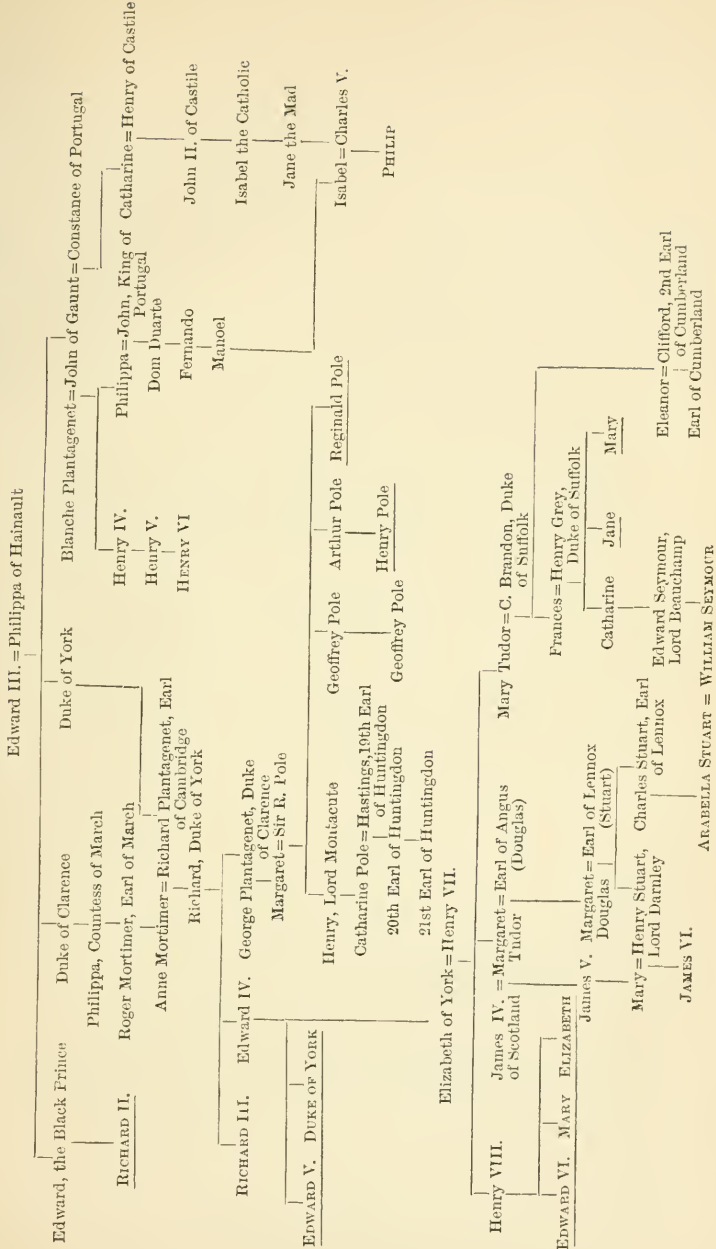 Edward III. = Philippa of Hainault
Edward, the Black Prince
Duke of Clarence
Duke of York
Blanche Plantagenet = John of Gaunt = Constance of Portugal
Philippa, Countess of March
RICHARD II.
Roger Mortimer, Earl of March
Henry IV.
Philippa = John, King of
Portugal
Catharine = Henry of Castile
Anne Mortimer = Richard Plantagenet, Earl
of Cambridge
Henry V.
Dom Duarte
Richard, Duke of York
HENRY VI
Fernando
John II. of Castile
Manoel
Isabel the Catholic
RICHARD III.
Edward IV.
George Plantagenet, Duke
of Clarence
Jane the Mad
Margaret = Sir R. Pole
EDWARD V.
DUKE OF YORK
Henry, Lord Montacute
Geoffrey Pole
Arthur Pole
Reginald Pole
Isabel = Charles V.
Catharine Pole = Hastings, 19th Earl
of Huntingdon
Henry Pole
PHILIP
20th Earl of Huntingdon
Geoffrey Pole
21st Earl of Huntingdon
Elizabeth of York = Henry VII.
Henry VIII.
James IV.
of Scotland
= Margaret = Earl of Angus
Tudor
(Douglas)
Mary Tudor = C. Brandon, Duke
of Suffolk
EDWARD VI.
MARY
ELIZABETH
James V.
Margaret = Earl of Lennox
Douglas
(Stuart)
Frances = Henry Grey,
Duke of Suffolk
Eleanor = Clifford, 2nd Earl
of Cumberland
Mary = Henry Stuart,
Lord Darnley
Charles Stuart, Earl
of Lennox
Catharine
Jane
Mary
Earl of Cumberland
JAMES VI.
Edward Seymour,
Lord Beauchamp
ARABELLA STUART = WILLIAM SEYMOUR